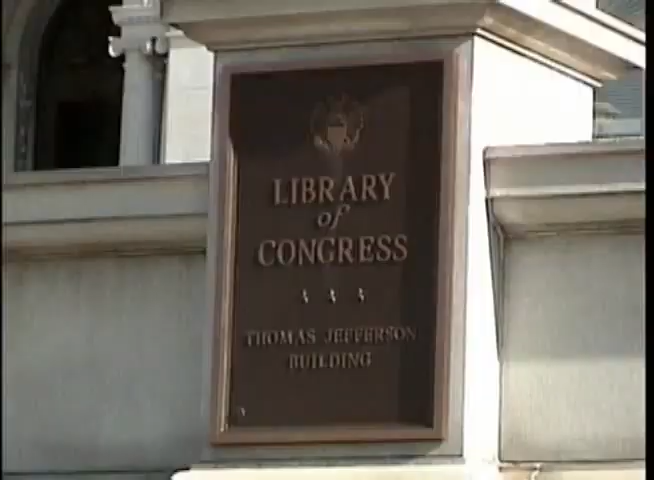 LIBRARY
of
CONGRESS
THOMAS JEFFERSON
BUILDING